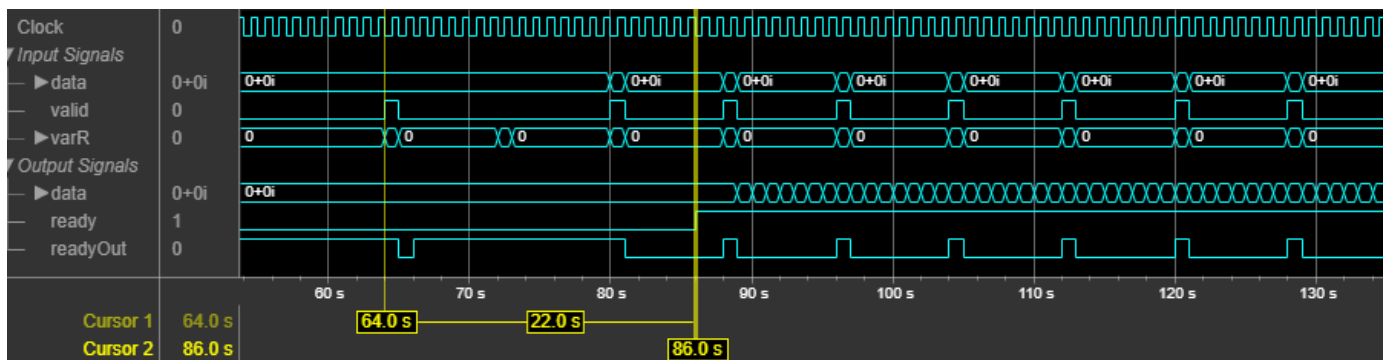 Clock 0
Input Signals
data 0+0i 0+0i 0+0i 0+0i 0+0i 0+0i 0+0i 0+0i 0+0i
valid 0
varR 0 0 0 0 0 0 0 0 0 0 0
Output Signals
data 0+0i 0+0i
ready 1
readyOut 0
60 s 70 s 80 s 90 s 100 s 110 s 120 s 130 s
Cursor 1 64.0 s 64.0 s 22.0 s
Cursor 2 86.0 s 86.0 s